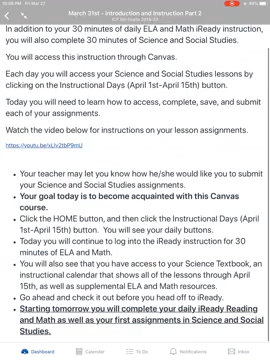 10:08 PM Fri Mar 27
80%
March 31st - Introduction and Instruction Part 2
In addition to your 30 minutes of daily ELA and Math iReady instruction,
you will also complete 30 minutes of Science and Social Studies.
You will access this instruction through Canvas.
Each day you will access your Science and Social Studies lessons by
clicking on the Instructional Days (April 1st-April 15th) button.
Today you will need to learn how to access, complete, save, and submit
each of your assignments.
Watch the video below for instructions on your lesson assignments.
• Your teacher may let you know how he/she would like you to submit
your Science and Social Studies assignments.
• Your goal today is to become acquainted with this Canvas
course.
• Click the HOME button, and then click the Instructional Days (April
1st-April 15th) button. You will see your daily buttons.
• Today you will continue to log into the iReady instruction for 30
minutes of ELA and Math.
• You will also see that you have access to your Science Textbook, an
instructional calendar that shows all of the lessons through April
15th, as well as supplemental ELA and Math resources.
• Go ahead and check it out before you head off to iReady.
• Starting tomorrow you will complete your daily iReady Reading
and Math as well as your first assignments in Science and Social
Studies.
Dashboard
Calendar
To Do
Notifications
Inbox